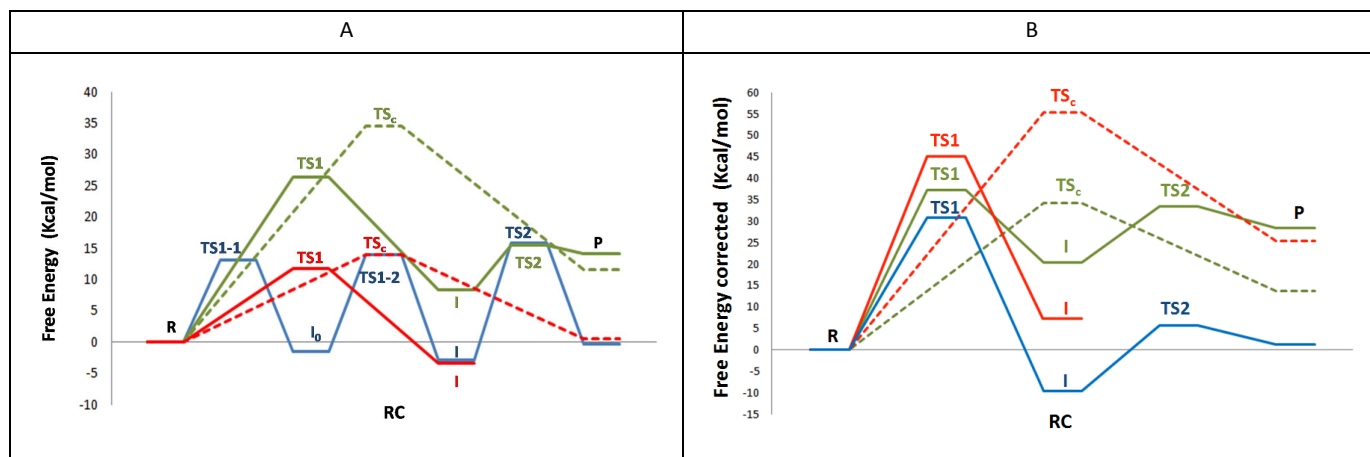 A
B
40
35
30
25
20
15
10
5
0
-5
-10
Free Energy (Kcal/mol)
TSc
TS1
TS1-1
TSc
TS2
TS1
P
TS1-2
TS2
R
I
I0
I
I
RC
60
55
50
45
40
35
30
25
20
15
10
5
0
-5
-10
-15
Free Energy corrected (Kcal/mol)
TSc
TS1
TS1
TSc
TS2
TS1
P
I
I
TS2
R
I
RC